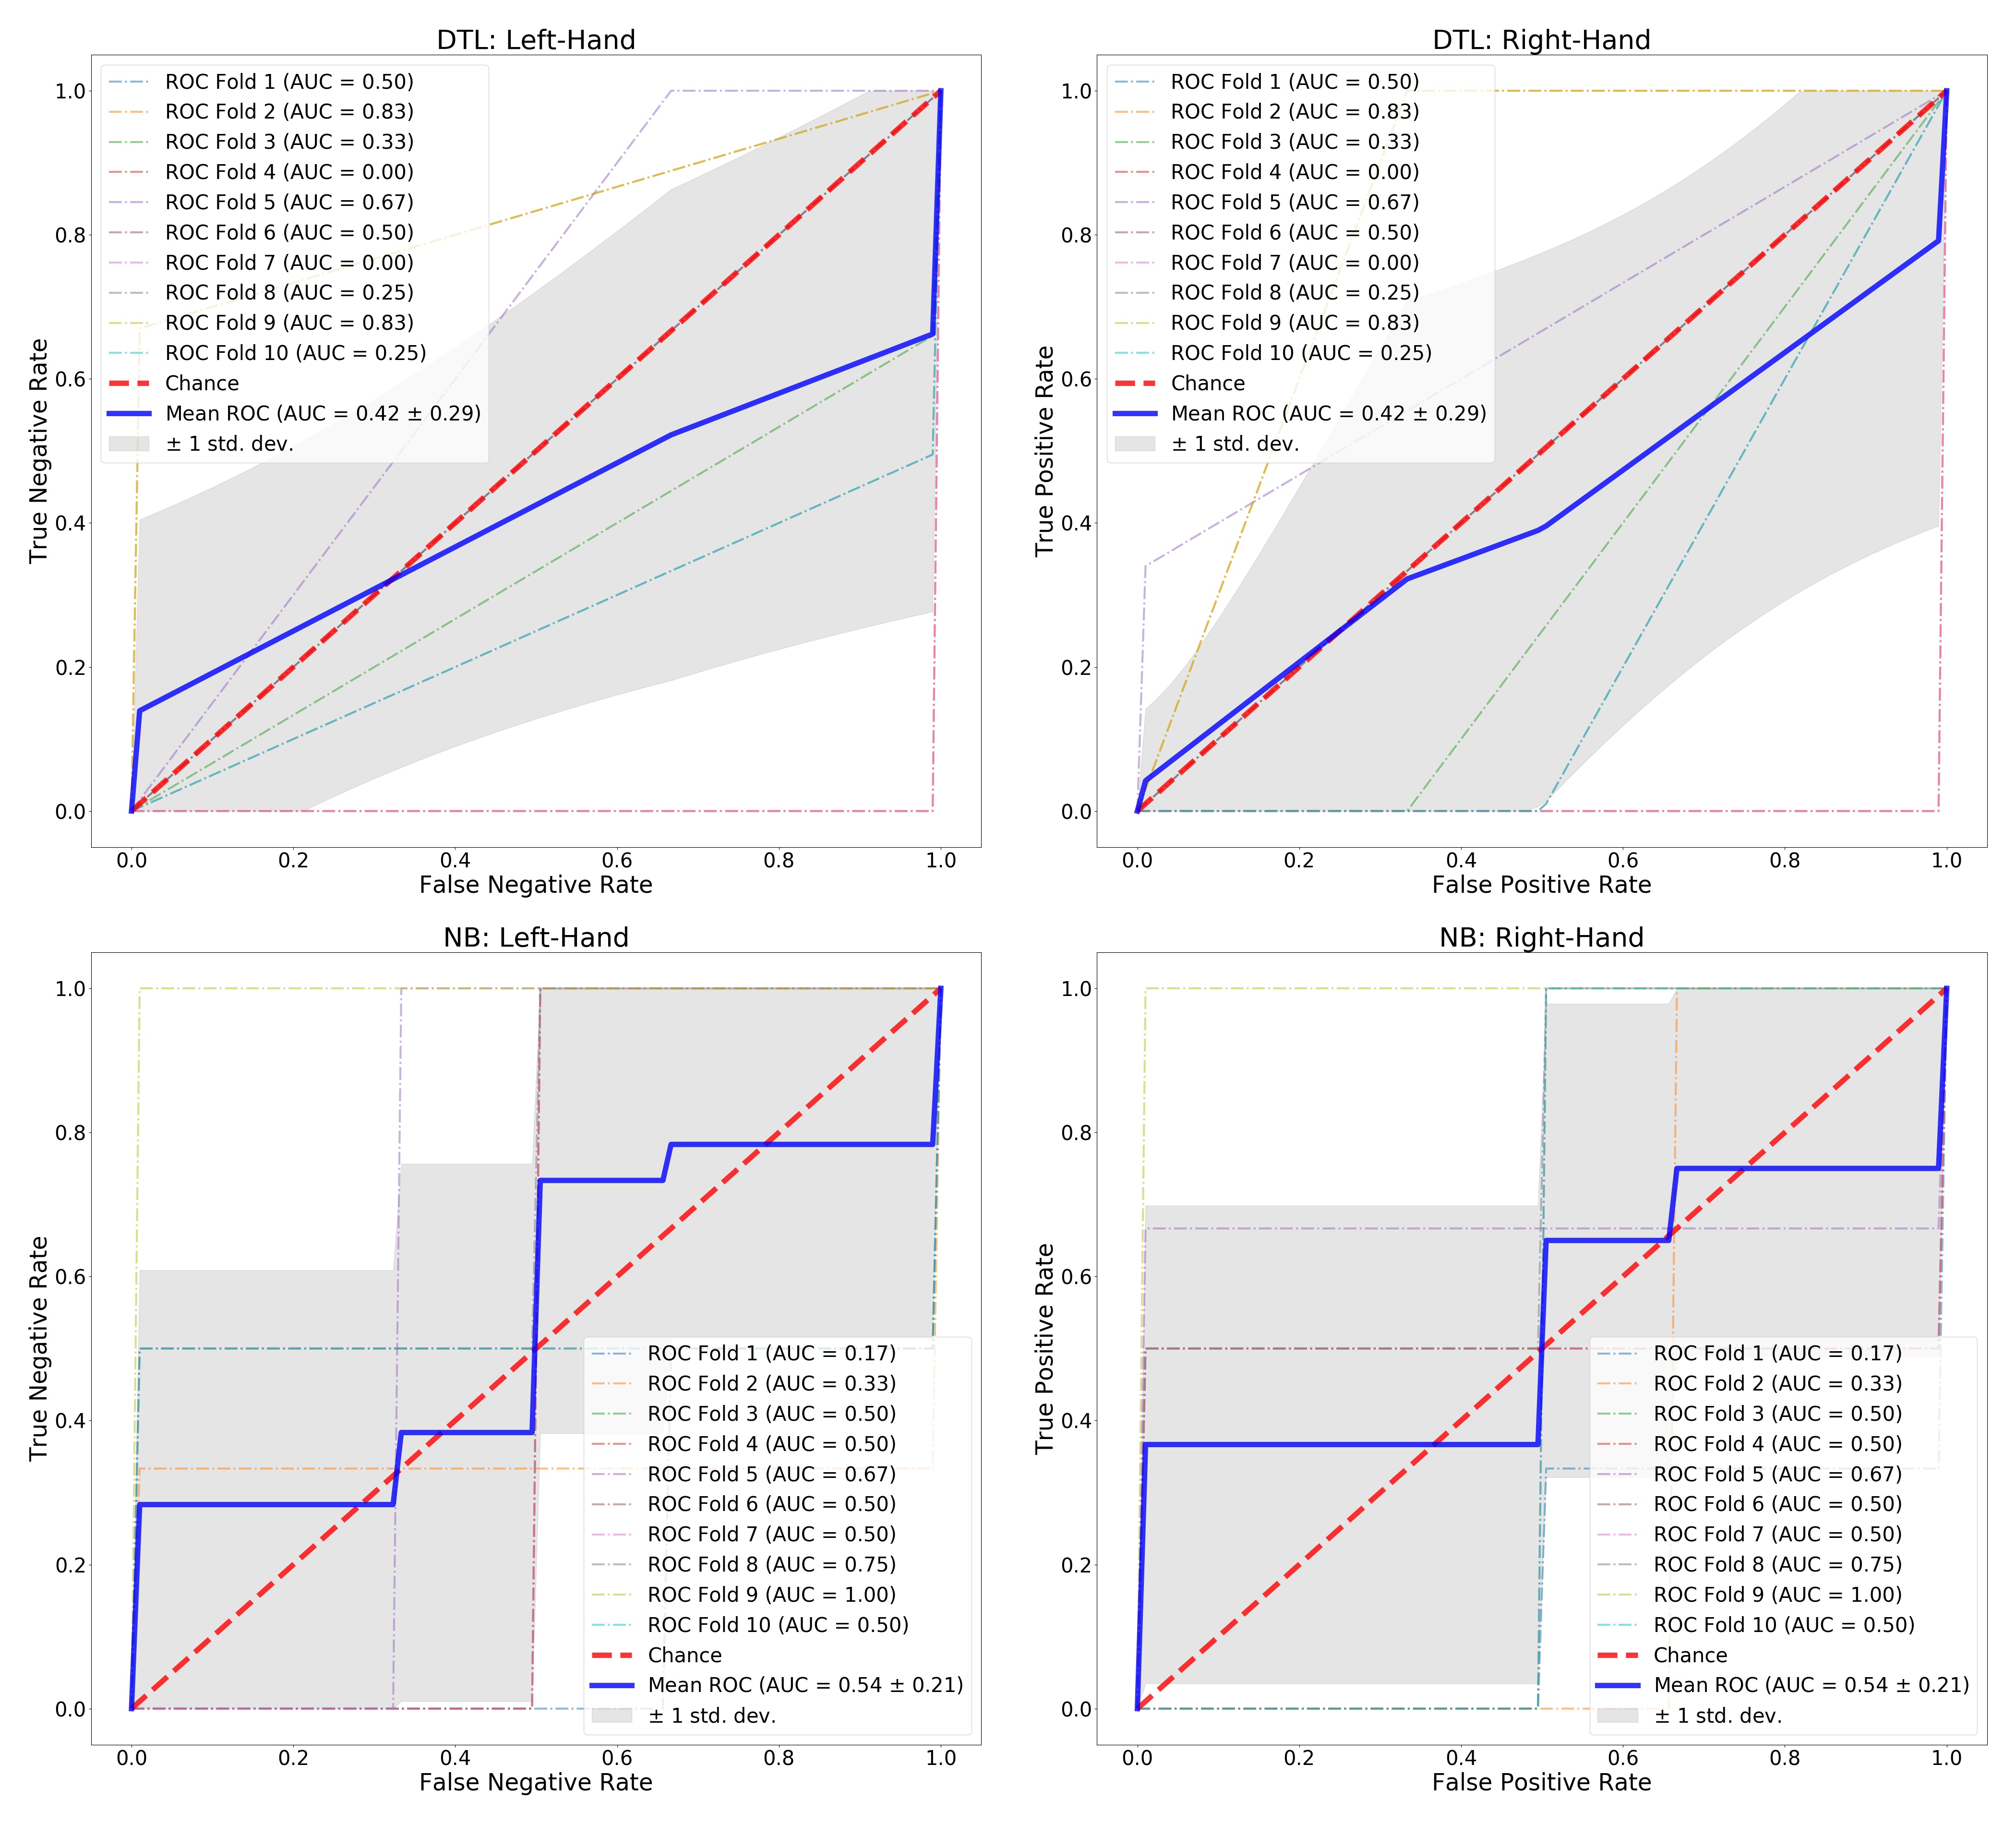 DTL: Left-Hand
True Negative Rate
1.0
0.8
0.6
0.4
0.2
0.0
ROC Fold 1 (AUC = 0.50)
ROC Fold 2 (AUC = 0.83)
ROC Fold 3 (AUC = 0.33)
ROC Fold 4 (AUC = 0.00)
ROC Fold 5 (AUC = 0.67)
ROC Fold 6 (AUC = 0.50)
ROC Fold 7 (AUC = 0.00)
ROC Fold 8 (AUC = 0.25)
ROC Fold 9 (AUC = 0.83)
ROC Fold 10 (AUC = 0.25)
Chance
Mean ROC (AUC = 0.42 ± 0.29)
± 1 std. dev.
0.0 0.2 0.4 0.6 0.8 1.0
False Negative Rate
DTL: Right-Hand
True Positive Rate
1.0
0.8
0.6
0.4
0.2
0.0
ROC Fold 1 (AUC = 0.50)
ROC Fold 2 (AUC = 0.83)
ROC Fold 3 (AUC = 0.33)
ROC Fold 4 (AUC = 0.00)
ROC Fold 5 (AUC = 0.67)
ROC Fold 6 (AUC = 0.50)
ROC Fold 7 (AUC = 0.00)
ROC Fold 8 (AUC = 0.25)
ROC Fold 9 (AUC = 0.83)
ROC Fold 10 (AUC = 0.25)
Chance
Mean ROC (AUC = 0.42 ± 0.29)
± 1 std. dev.
0.0 0.2 0.4 0.6 0.8 1.0
False Positive Rate
NB: Left-Hand
True Negative Rate
1.0
0.8
0.6
0.4
0.2
0.0
ROC Fold 1 (AUC = 0.17)
ROC Fold 2 (AUC = 0.33)
ROC Fold 3 (AUC = 0.50)
ROC Fold 4 (AUC = 0.50)
ROC Fold 5 (AUC = 0.67)
ROC Fold 6 (AUC = 0.50)
ROC Fold 7 (AUC = 0.50)
ROC Fold 8 (AUC = 0.75)
ROC Fold 9 (AUC = 1.00)
ROC Fold 10 (AUC = 0.50)
Chance
Mean ROC (AUC = 0.54 ± 0.21)
± 1 std. dev.
0.0 0.2 0.4 0.6 0.8 1.0
False Negative Rate
NB: Right-Hand
True Positive Rate
1.0
0.8
0.6
0.4
0.2
0.0
ROC Fold 1 (AUC = 0.17)
ROC Fold 2 (AUC = 0.33)
ROC Fold 3 (AUC = 0.50)
ROC Fold 4 (AUC = 0.50)
ROC Fold 5 (AUC = 0.67)
ROC Fold 6 (AUC = 0.50)
ROC Fold 7 (AUC = 0.50)
ROC Fold 8 (AUC = 0.75)
ROC Fold 9 (AUC = 1.00)
ROC Fold 10 (AUC = 0.50)
Chance
Mean ROC (AUC = 0.54 ± 0.21)
± 1 std. dev.
0.0 0.2 0.4 0.6 0.8 1.0
False Positive Rate